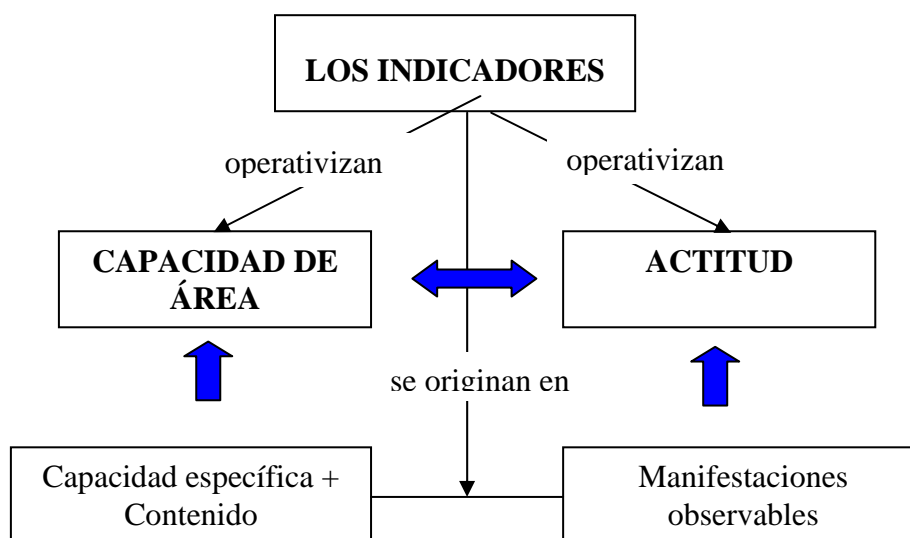 LOS INDICADORES
operativizan
operativizan
CAPACIDAD DE
ÁREA
ACTITUD
se originan en
Capacidad específica +
Contenido
Manifestaciones
observables